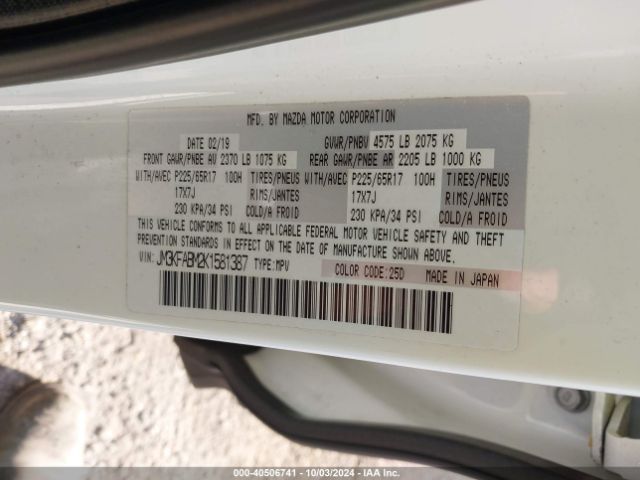 MFD. BY MAZDA MOTOR CORPORATION
DATE 02/19 GVWR/PNBV 4575 LB 2075 KG
FRONT GAWR/PNBE AV 2370 LB 1075 KG REAR GAWR/PNBE AR 2205 LB 1000 KG
WITH/AVEC P225/65R17 100H TIRES/PNEUS WITH/AVEC P225/65R17 100H TIRES/PNEUS
17X7J RIMS/JANTES 17X7J RIMS/JANTES
230 KPA/34 PSI COLD/A FROID 230 KPA/34 PSI COLD/A FROID
THIS VEHICLE CONFORMS TO ALL APPLICABLE FEDERAL MOTOR VEHICLE SAFETY AND THEFT
PREVENTION STANDARDS IN EFFECT ON THE DATE OF MANUFACTURE SHOWN ABOVE.
VIN: JM3KFABM2K1581387 TYPE:MPV COLOR CODE:25D MADE IN JAPAN
000-40506741 - 10/03/2024 - IAA Inc.